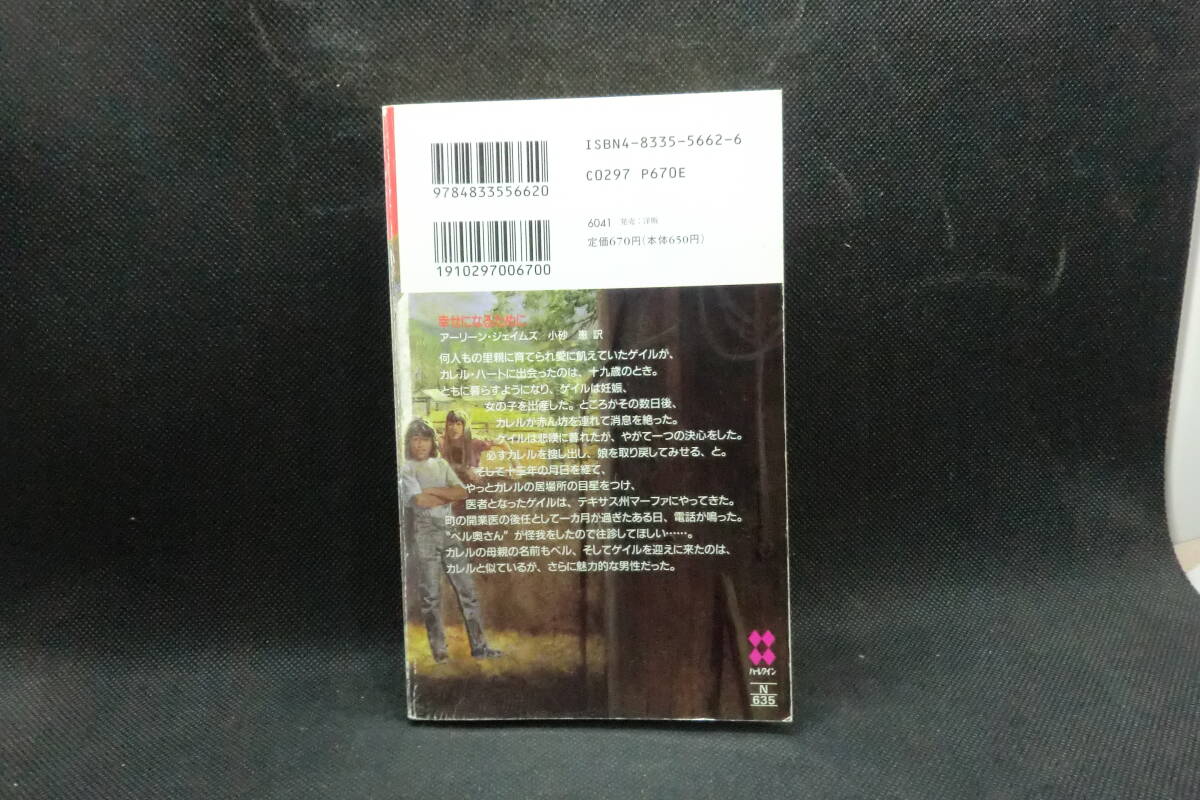 ISBN4-8335-5662-6
C0297 P670E
9784833556620
6041 発売:洋販
定価670円(本体650円)
1910297006700
幸せになるために
アーリーン・ジェイムズ 小砂 恵 訳
何人もの里親に育てられ愛に飢えていたゲイルが、
カレル・ハートに出会ったのは、十九歳のとき。
ともに暮らすようになり、ゲイルは妊娠、
女の子を出産した。ところがその数日後、
カレルが赤ん坊を連れて消息を絶った。
ゲイルは悲嘆に暮れたが、やがて一つの決心をした。
必ずカレルを捜し出し、娘を取り戻してみせる、と。
そして十三年の月日を経て、
やっとカレルの居場所の目星をつけ、
医者となったゲイルは、テキサス州マーファにやってきた。
町の開業医の後任として一カ月が過ぎたある日、電話が鳴った。
“ベル奥さん”が怪我をしたので往診してほしい……。
カレルの母親の名前もベル、そしてゲイルを迎えに来たのは、
カレルと似ているが、さらに魅力的な男性だった。
ハーレクイン
N
635